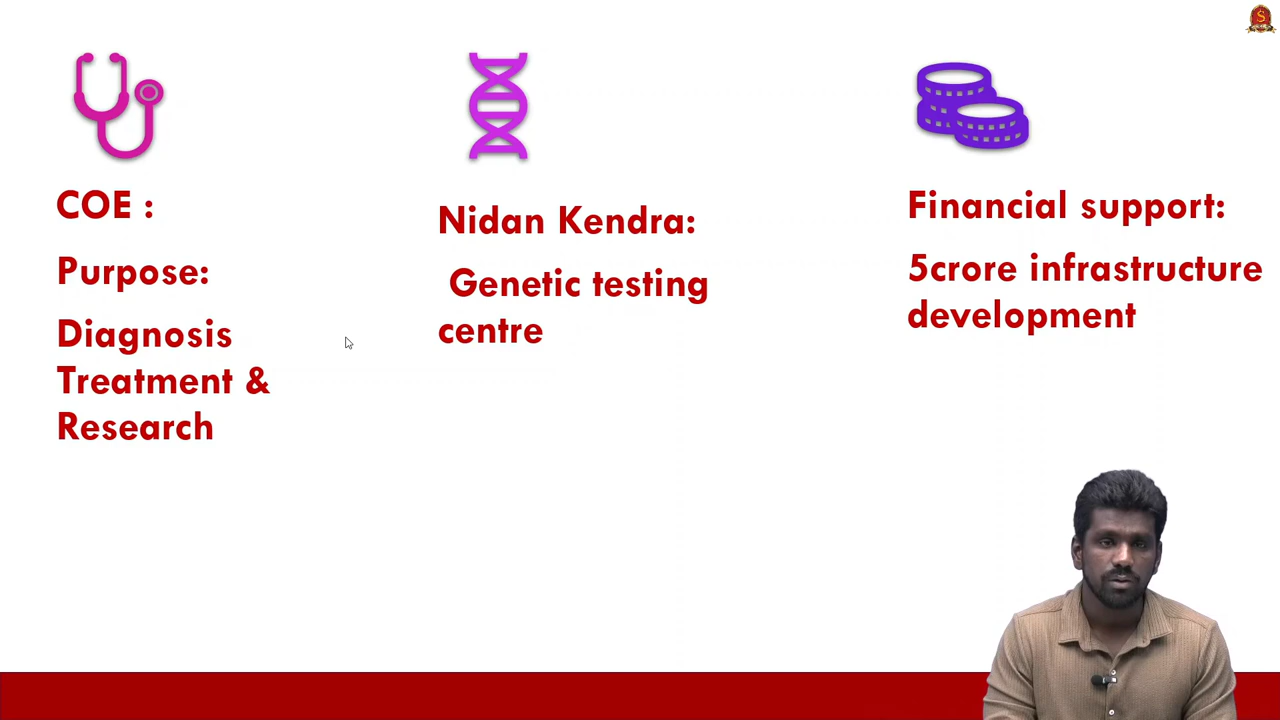 COE :
Purpose:
Diagnosis
Treatment &
Research
Nidan Kendra:
Genetic testing
centre
Financial support:
5crore infrastructure
development